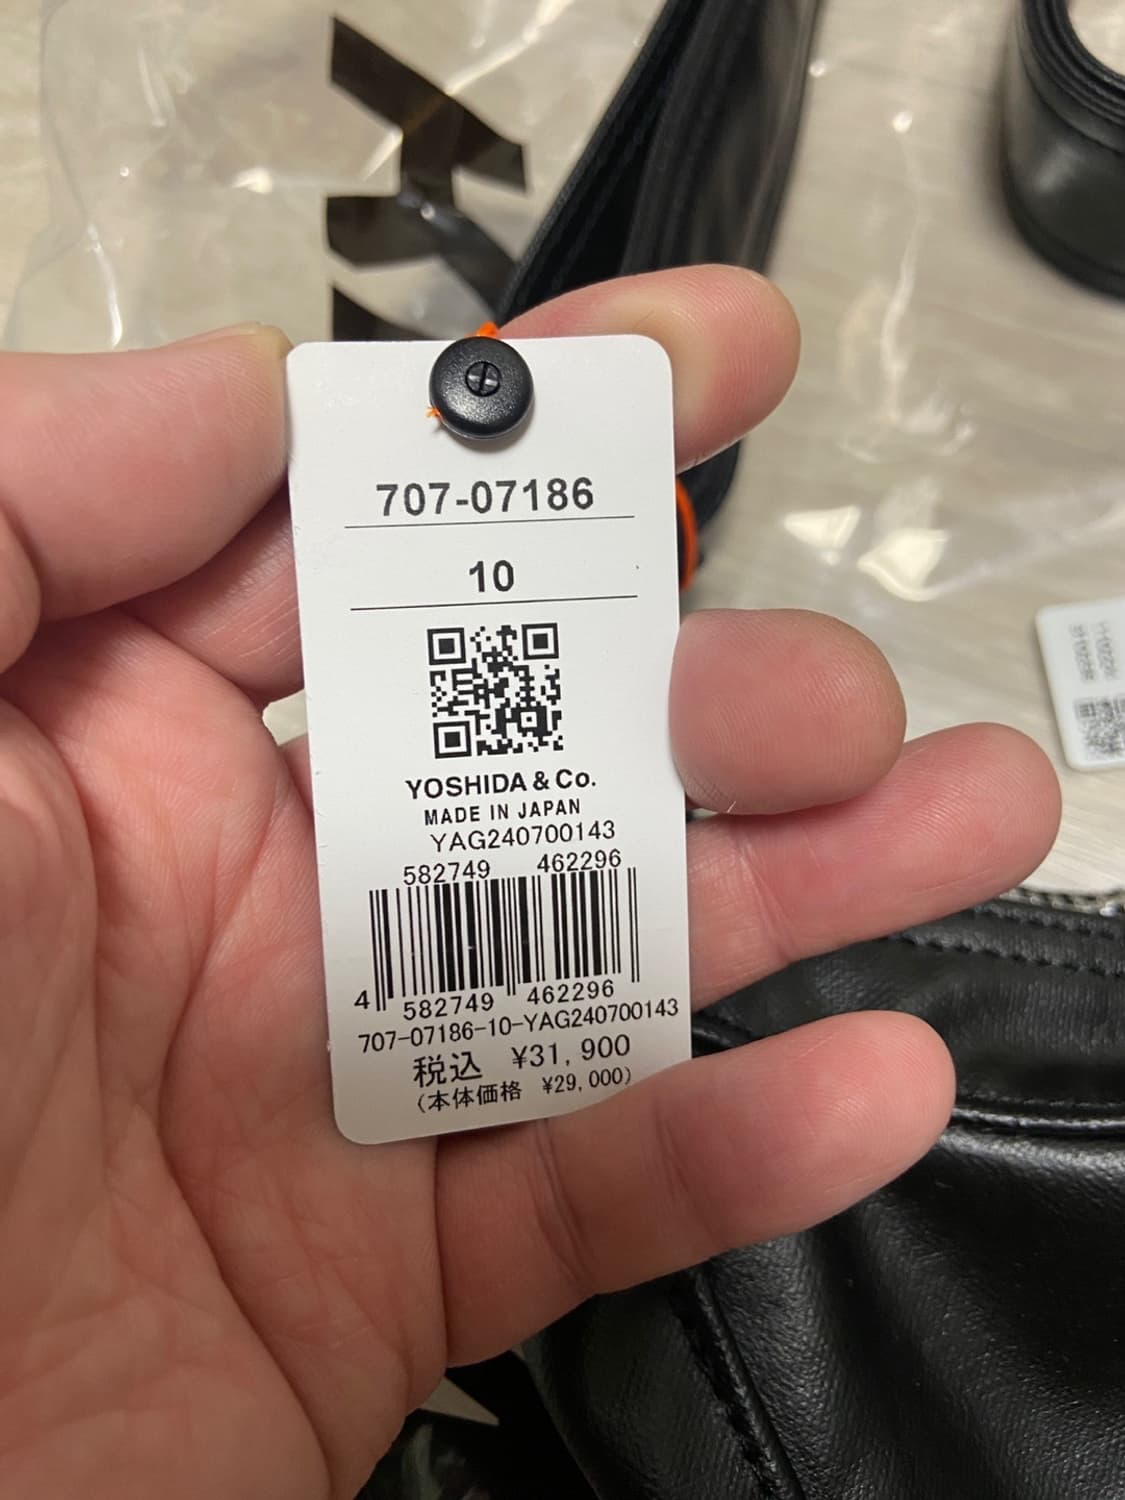 707-07186
10
YOSHIDA & Co.
MADE IN JAPAN
YAG240700143
582749 462296
4 582749 462296
707-07186-10-YAG240700143
税込 ¥31,900
(本体価格 ¥29,000)